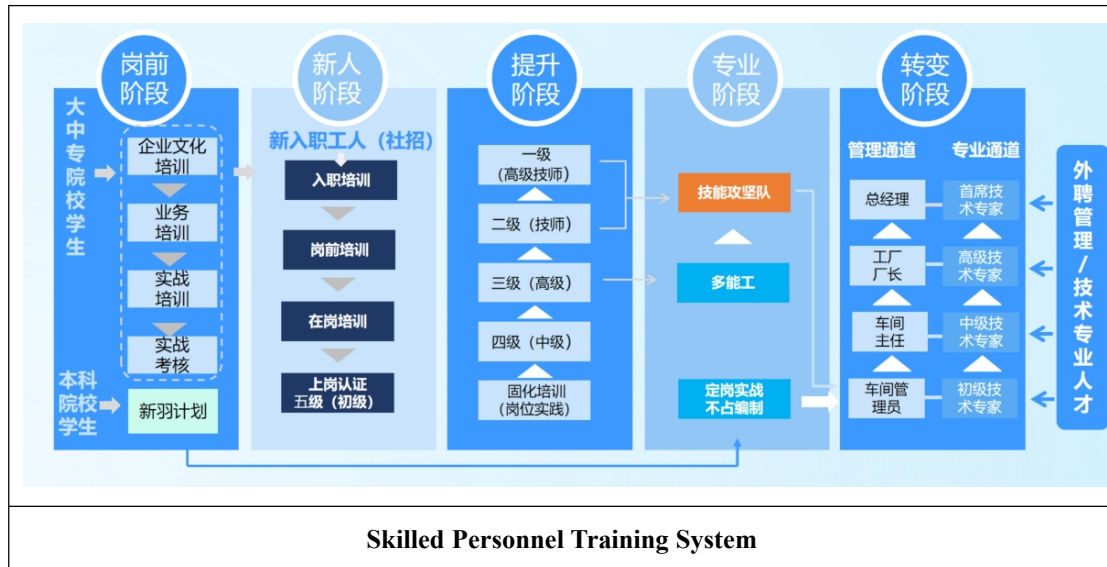 岗前
阶段
大中专院校学生
企业文化
培训
业务
培训
实战
培训
实战
考核
本科
院校
学生
新羽计划
新人
阶段
新入职工人（社招）
入职培训
岗前培训
在岗培训
上岗认证
五级（初级）
提升
阶段
一级
（高级技师）
二级（技师）
三级（高级）
四级（中级）
固化培训
（岗位实践）
专业
阶段
技能攻坚队
多能工
定岗实战
不占编制
转变
阶段
管理通道
专业通道
总经理
首席技
术专家
工厂
厂长
高级技
术专家
车间
主任
中级技
术专家
车间管
理员
初级技
术专家
外聘管理/技术专业人才
Skilled Personnel Training System